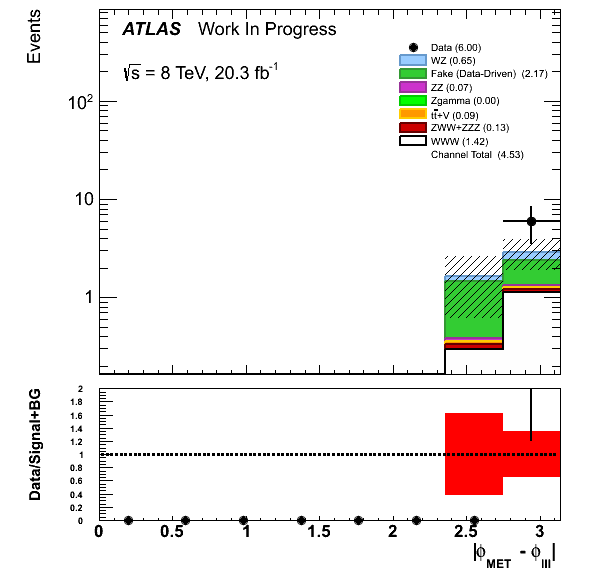 Events
ATLAS Work In Progress
√s = 8 TeV, 20.3 fb⁻¹
Data (6.00)
WZ (0.65)
Fake (Data-Driven) (2.17)
ZZ (0.07)
Zgamma (0.00)
tt̄+V (0.09)
ZWW+ZZZ (0.13)
WWW (1.42)
Channel Total (4.53)
10²
10
1
Data/Signal+BG
2
1.8
1.6
1.4
1.2
1
0.8
0.6
0.4
0.2
0
0 0.5 1 1.5 2 2.5 3
|ϕ_MET - ϕ_lll|